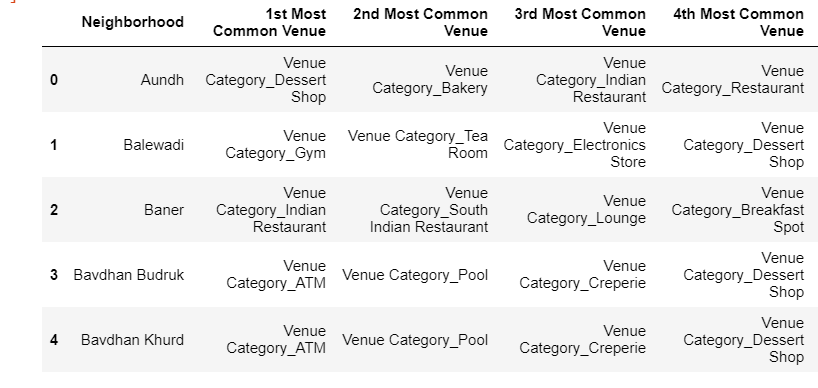 Neighborhood 1st Most Common Venue 2nd Most Common Venue 3rd Most Common Venue 4th Most Common Venue
0 Aundh Venue Category_Dessert Shop Venue Category_Bakery Venue Category_Indian Restaurant Venue Category_Restaurant
1 Balewadi Venue Category_Gym Venue Category_Tea Room Venue Category_Electronics Store Venue Category_Dessert Shop
2 Baner Venue Category_Indian Restaurant Venue Category_South Indian Restaurant Venue Category_Lounge Venue Category_Breakfast Spot
3 Bavdhan Budruk Venue Category_ATM Venue Category_Pool Venue Category_Creperie Venue Category_Dessert Shop
4 Bavdhan Khurd Venue Category_ATM Venue Category_Pool Venue Category_Creperie Venue Category_Dessert Shop